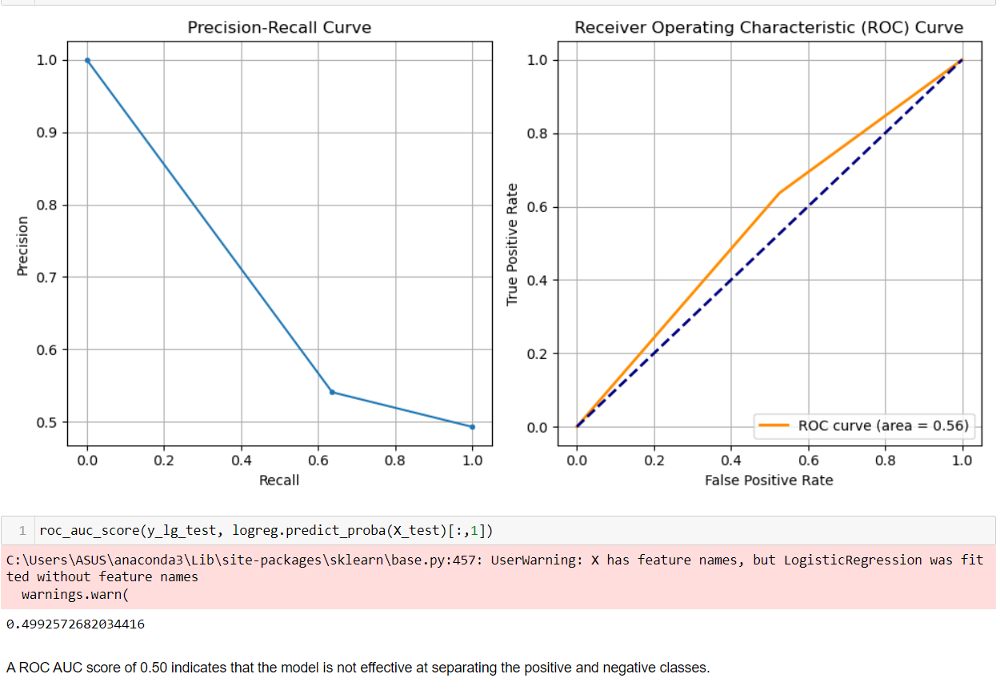 Precision-Recall Curve
1.0
0.9
0.8
0.7
0.6
0.5
Precision
0.0 0.2 0.4 0.6 0.8 1.0
Recall
Receiver Operating Characteristic (ROC) Curve
1.0
0.8
0.6
0.4
0.2
0.0
True Positive Rate
ROC curve (area = 0.56)
0.0 0.2 0.4 0.6 0.8 1.0
False Positive Rate
1 roc_auc_score(y_lg_test, logreg.predict_proba(X_test)[:,1])
C:\Users\ASUS\anaconda3\Lib\site-packages\sklearn\base.py:457: UserWarning: X has feature names, but LogisticRegression was fit
ted without feature names
warnings.warn(
0.4992572682034416
A ROC AUC score of 0.50 indicates that the model is not effective at separating the positive and negative classes.